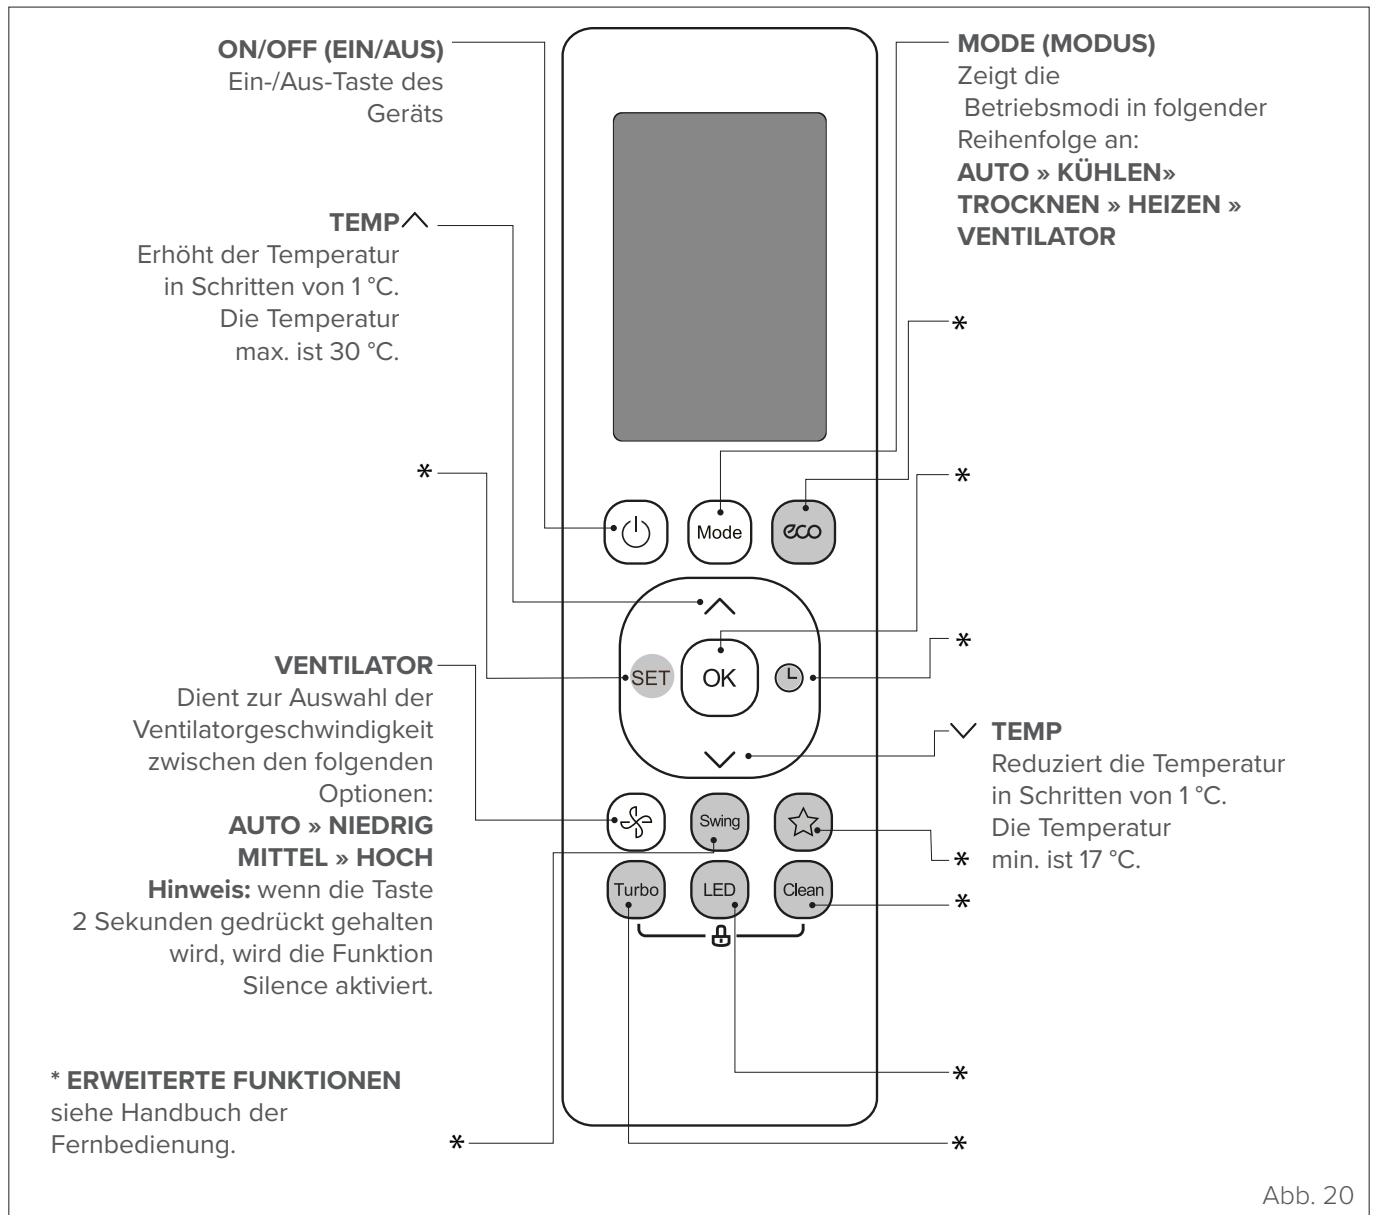 ON/OFF (EIN/AUS)
Ein-/Aus-Taste des
Geräts
MODE (MODUS)
Zeigt die
Betriebsmodi in folgender
Reihenfolge an:
AUTO » KÜHLEN»
TROCKNEN » HEIZEN »
VENTILATOR
TEMP
Erhöht der Temperatur
in Schritten von 1 °C.
Die Temperatur
max. ist 30 °C.
*
*
*
Mode
eco
*
SET
OK
VENTILATOR
Dient zur Auswahl der
Ventilatorgeschwindigkeit
zwischen den folgenden
Optionen:
AUTO » NIEDRIG
MITTEL » HOCH
Hinweis: wenn die Taste
2 Sekunden gedrückt gehalten
wird, wird die Funktion
Silence aktiviert.
TEMP
Reduziert die Temperatur
in Schritten von 1 °C.
Die Temperatur
min. ist 17 °C.
Swing
*
Turbo
LED
Clean
*
* ERWEITERTE FUNKTIONEN
siehe Handbuch der
Fernbedienung.
*
*
*
Abb. 20